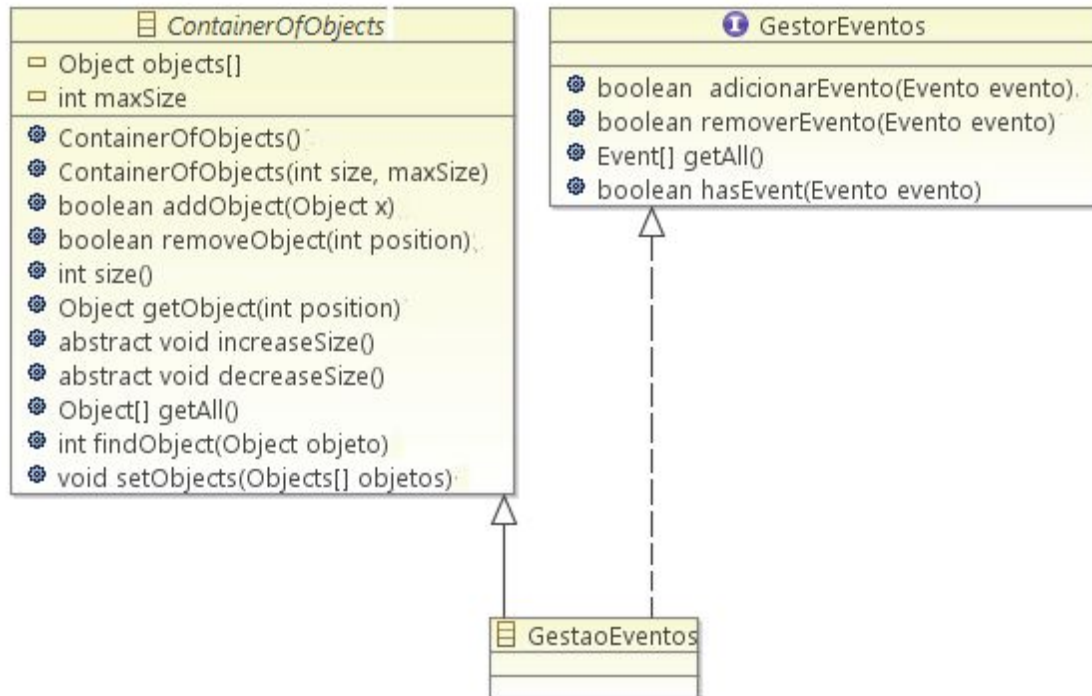 ContainerOfObjects
Object objects[]
int maxSize
ContainerOfObjects()
ContainerOfObjects(int size, maxSize)
boolean addObject(Object x)
boolean removeObject(int position)
int size()
Object getObject(int position)
abstract void increaseSize()
abstract void decreaseSize()
Object[] getAll()
int findObject(Object objeto)
void setObjects(Objects[] objetos)
I GestorEventos
boolean adicionarEvento(Evento evento)
boolean removerEvento(Evento evento)
Event[] getAll()
boolean hasEvent(Evento evento)
GestaoEventos